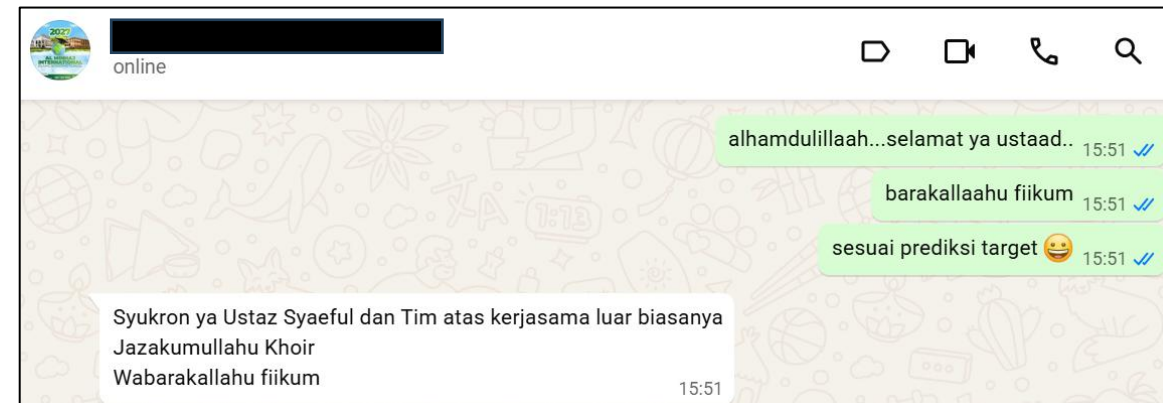 2027
online
alhamdulillaah...selamat ya ustaad.. 15:51
barakallaahu fiikum 15:51
sesuai prediksi target 😀 15:51
Syukron ya Ustaz Syaeful dan Tim atas kerjasama luar biasanya
Jazakumullahu Khoir
Wabarakallahu fiikum
15:51